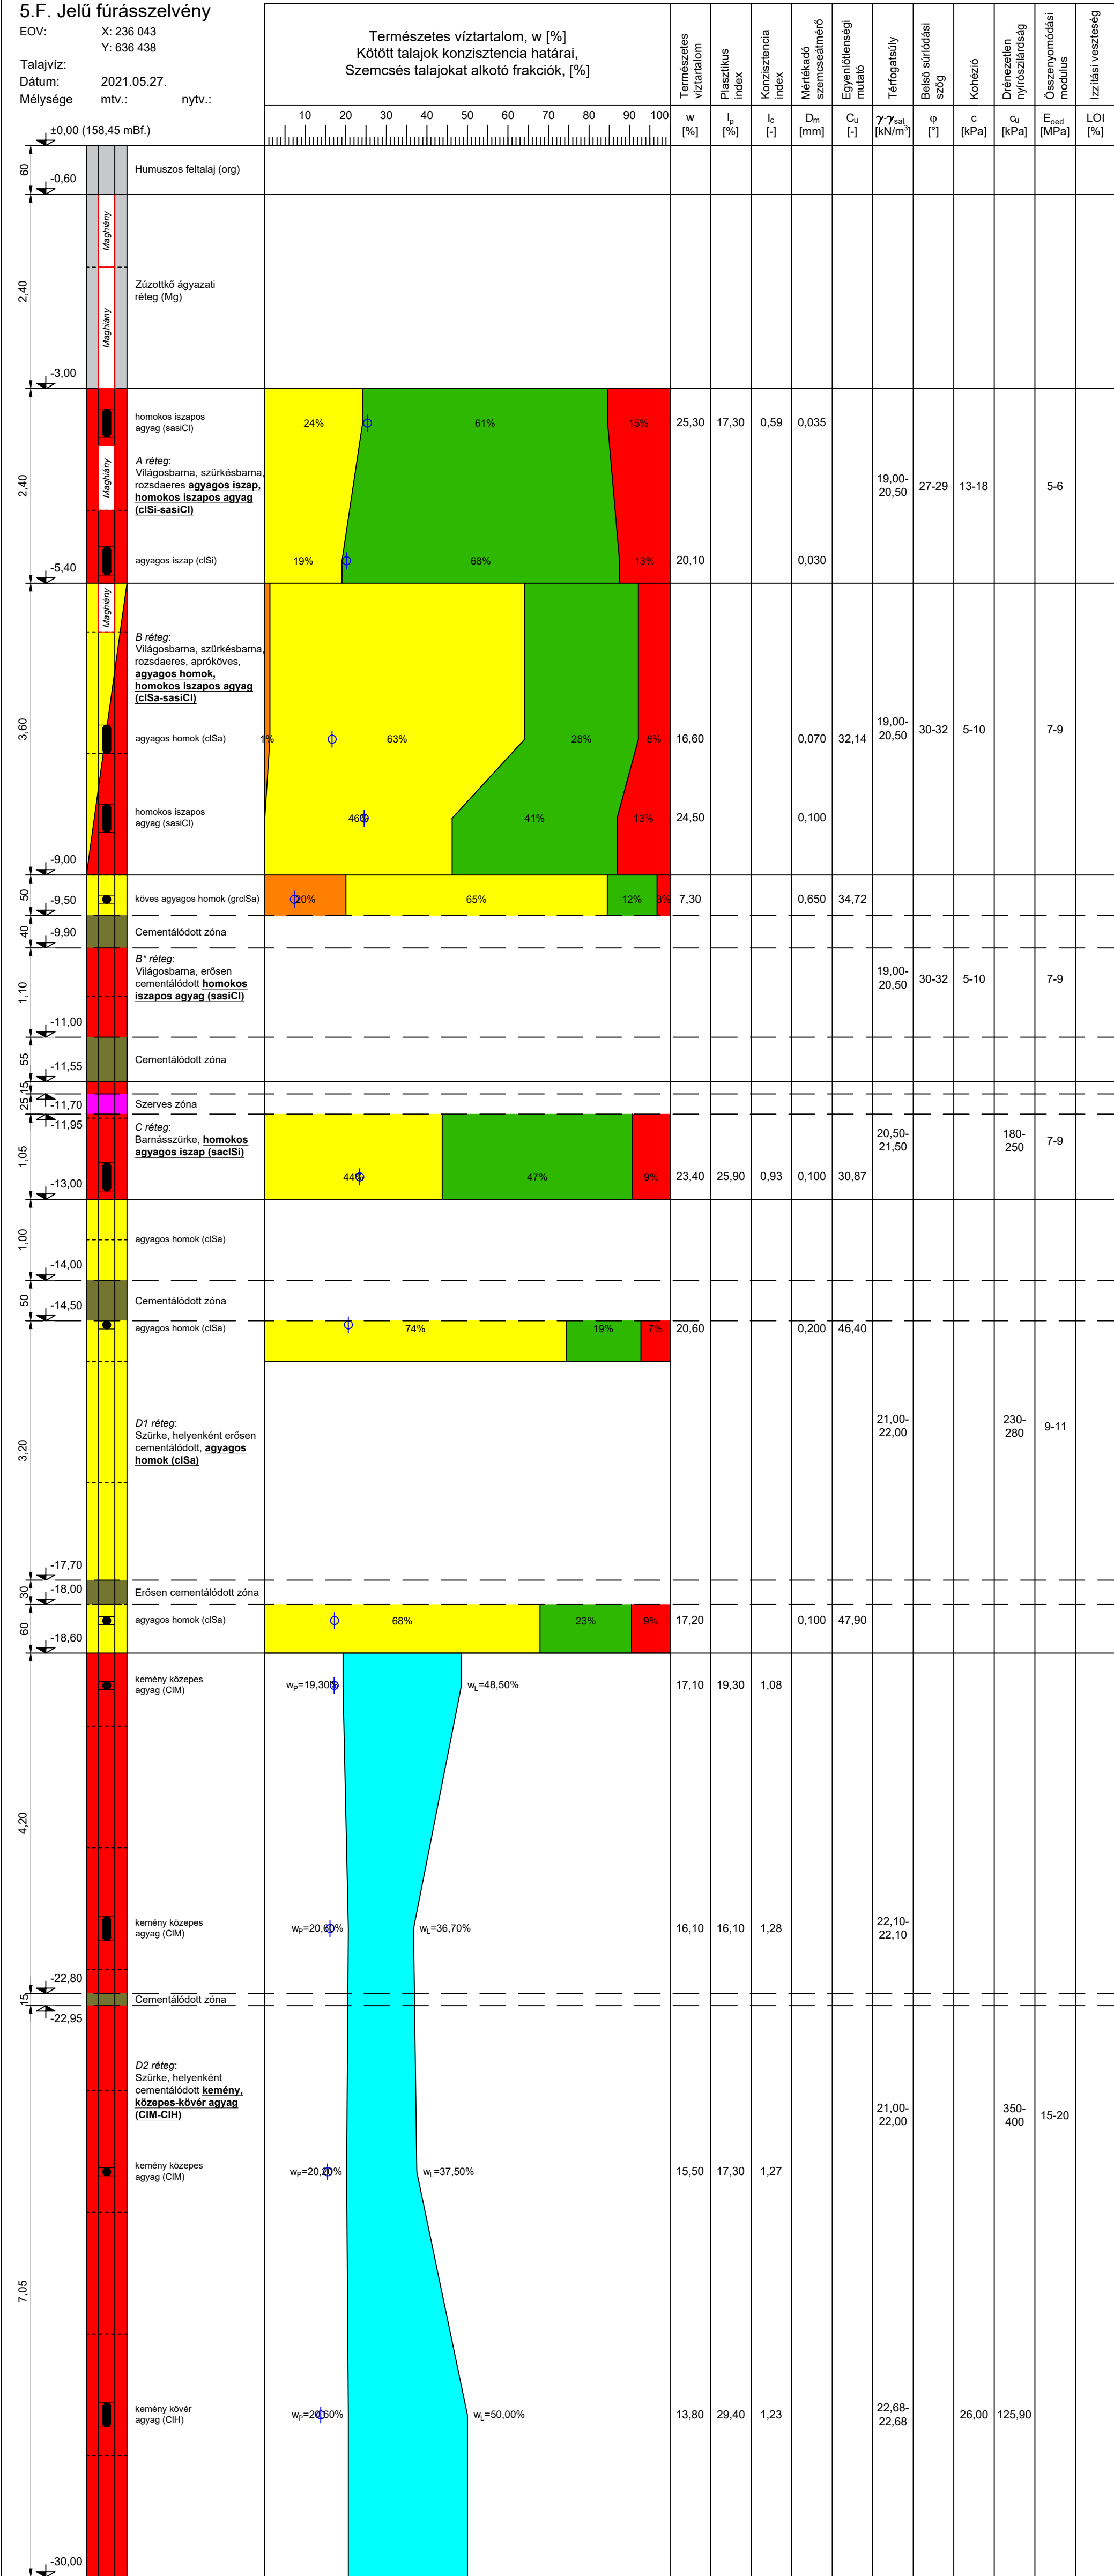 5.F. Jelű fúrásszelvény
EOV: X: 236 043
Y: 636 438
Talajvíz:
Dátum: 2021.05.27.
Mélysége mtv.: nytv.:
Természetes víztartalom, w [%]
Kötött talajok konzisztencia határai,
Szemcsés talajokat alkotó frakciók, [%]
Természetes víztartalom
Plasztikus index
Konzisztencia index
Mértékadó szemcseátmérő
Egyenlőtlenségi mutató
Térfogatsúly
Belső súrlódási szög
Kohézió
Drénezetlen nyírószilárdság
Összenyomódási modulus
Izzítási veszteség
10 20 30 40 50 60 70 80 90 100
w [%]
Ip [%]
Ic [-]
Dm [mm]
Cu [-]
γ-γsat [kN/m³]
φ [°]
c [kPa]
cu [kPa]
Eoed [MPa]
LOI [%]
±0,00 (158,45 mBf.)
60
-0,60
Humuszos feltalaj (org)
2,40
Maghiány
Maghiány
Zúzottkő ágyazati
réteg (Mg)
-3,00
homokos iszapos
agyag (sasiCl)
24% 61% 15% 25,30 17,30 0,59 0,035
2,40
Maghiány
A réteg:
Világosbarna, szürkésbarna,
rozsdaeres agyagos iszap,
homokos iszapos agyag
(clSi-sasiCl)
19,00-
20,50
27-29 13-18 5-6
agyagos iszap (clSi)
19% 68% 13% 20,10 0,030
-5,40
Maghiány
B réteg:
Világosbarna, szürkésbarna,
rozsdaeres, apróköves,
agyagos homok,
homokos iszapos agyag
(clSa-sasiCl)
3,60
19,00-
20,50
30-32 5-10 7-9
agyagos homok (clSa)
1% 63% 28% 8% 16,60 0,070 32,14
homokos iszapos
agyag (sasiCl)
46% 41% 13% 24,50 0,100
-9,00
50
-9,50
köves agyagos homok (grclSa)
20% 65% 12% 3% 7,30 0,650 34,72
40
-9,90
Cementálódott zóna
B* réteg:
Világosbarna, erősen
cementálódott homokos
iszapos agyag (sasiCl)
1,10
19,00-
20,50
30-32 5-10 7-9
-11,00
55
-11,55
Cementálódott zóna
15
-11,70
25
Szerves zóna
-11,95
C réteg:
Barnásszürke, homokos
agyagos iszap (saclSi)
1,05
20,50-
21,50
180-
250
7-9
44% 47% 9% 23,40 25,90 0,93 0,100 30,87
-13,00
1,00
agyagos homok (clSa)
-14,00
50
-14,50
Cementálódott zóna
agyagos homok (clSa)
74% 19% 7% 20,60 0,200 46,40
3,20
D1 réteg:
Szürke, helyenként erősen
cementálódott, agyagos
homok (clSa)
21,00-
22,00
230-
280
9-11
-17,70
30
-18,00
Erősen cementálódott zóna
60
agyagos homok (clSa)
68% 23% 9% 17,20 0,100 47,90
-18,60
kemény közepes
agyag (ClM)
wP=19,30% wL=48,50% 17,10 19,30 1,08
4,20
kemény közepes
agyag (ClM)
wP=20,60% wL=36,70% 16,10 16,10 1,28
22,10-
22,10
-22,80
15
Cementálódott zóna
-22,95
D2 réteg:
Szürke, helyenként
cementálódott kemény,
közepes-kövér agyag
(ClM-ClH)
21,00-
22,00
350-
400
15-20
kemény közepes
agyag (ClM)
wP=20,20% wL=37,50% 15,50 17,30 1,27
7,05
kemény kövér
agyag (ClH)
wP=20,60% wL=50,00% 13,80 29,40 1,23
22,68-
22,68
26,00 125,90
-30,00